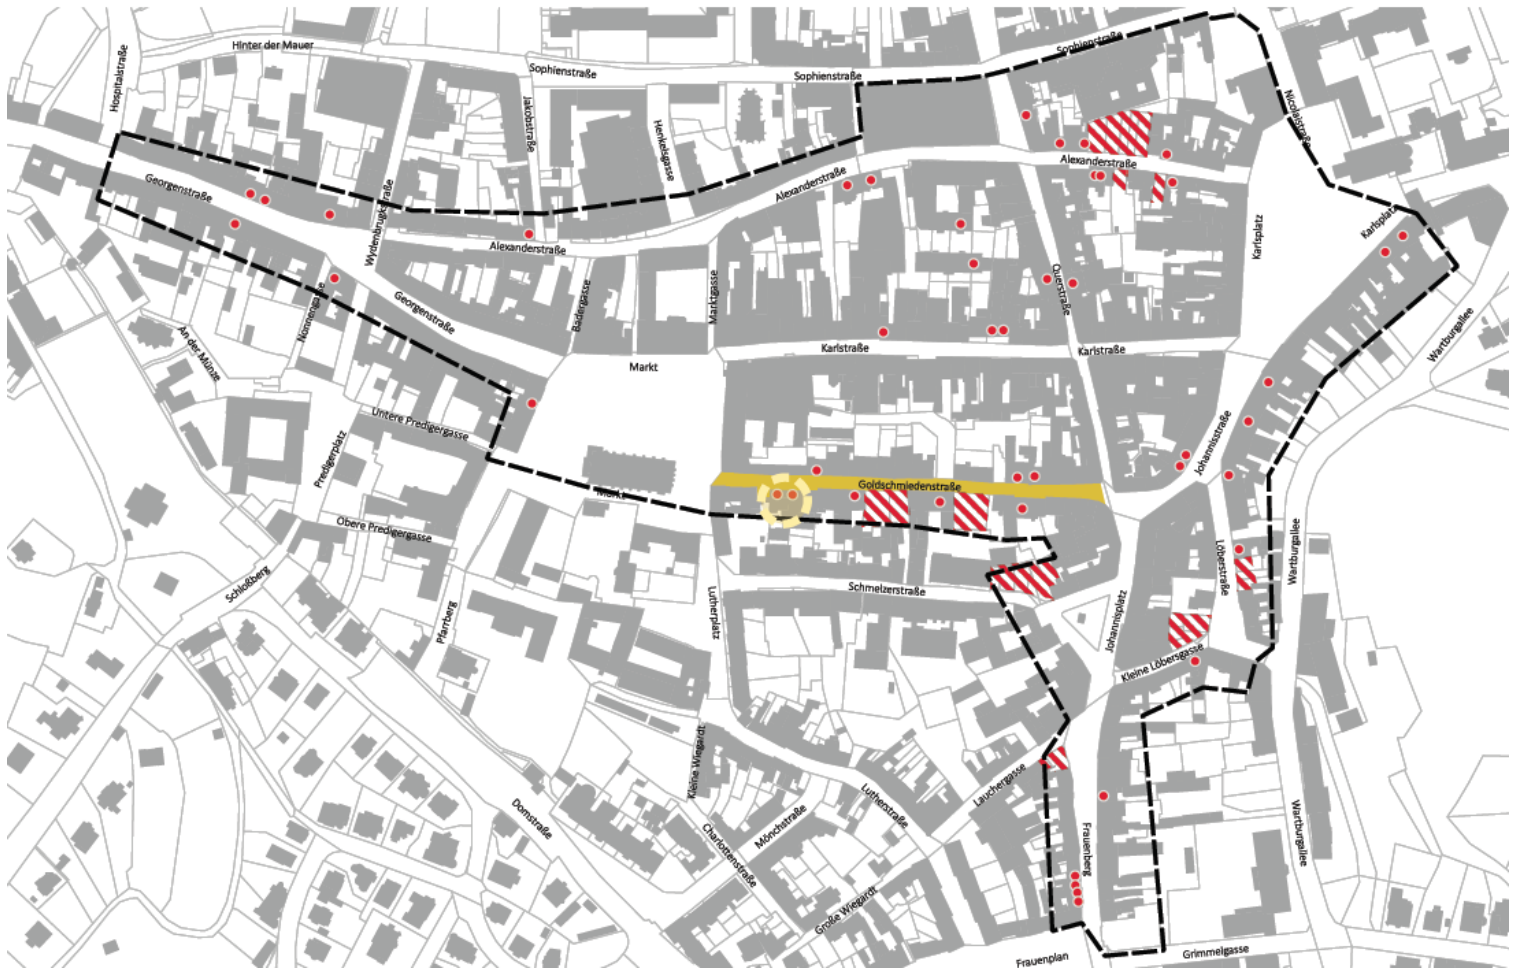 Hinter der Mauer
Sophienstraße
Hospitalstraße
Sophienstraße
Sophienstraße
Jakobstraße
Henkelsgasse
Nicolaistraße
Alexanderstraße
Georgenstraße
Alexanderstraße
Wydenbrugkstraße
Karlsplatz
Karlsplatz
Alexanderstraße
Querstraße
Marktgasse
Badergasse
Georgenstraße
Nonnengasse
An der Münze
Wartburgallee
Karlstraße
Karlstraße
Markt
Untere Predigergasse
Johannisstraße
Predigerplatz
Goldschmiedenstraße
Markt
Obere Predigergasse
Wartburgallee
Löberstraße
Schloßberg
Schmelzerstraße
Lutherplatz
Pfarrberg
Johannisplatz
Kleine Löbersgasse
Kleine Wiegardt
Lauchergasse
Lutherstraße
Dornstraße
Mönchstraße
Charlottenstraße
Frauenberg
Wartburgallee
Große Wiegardt
Grimmelgasse
Frauenplan